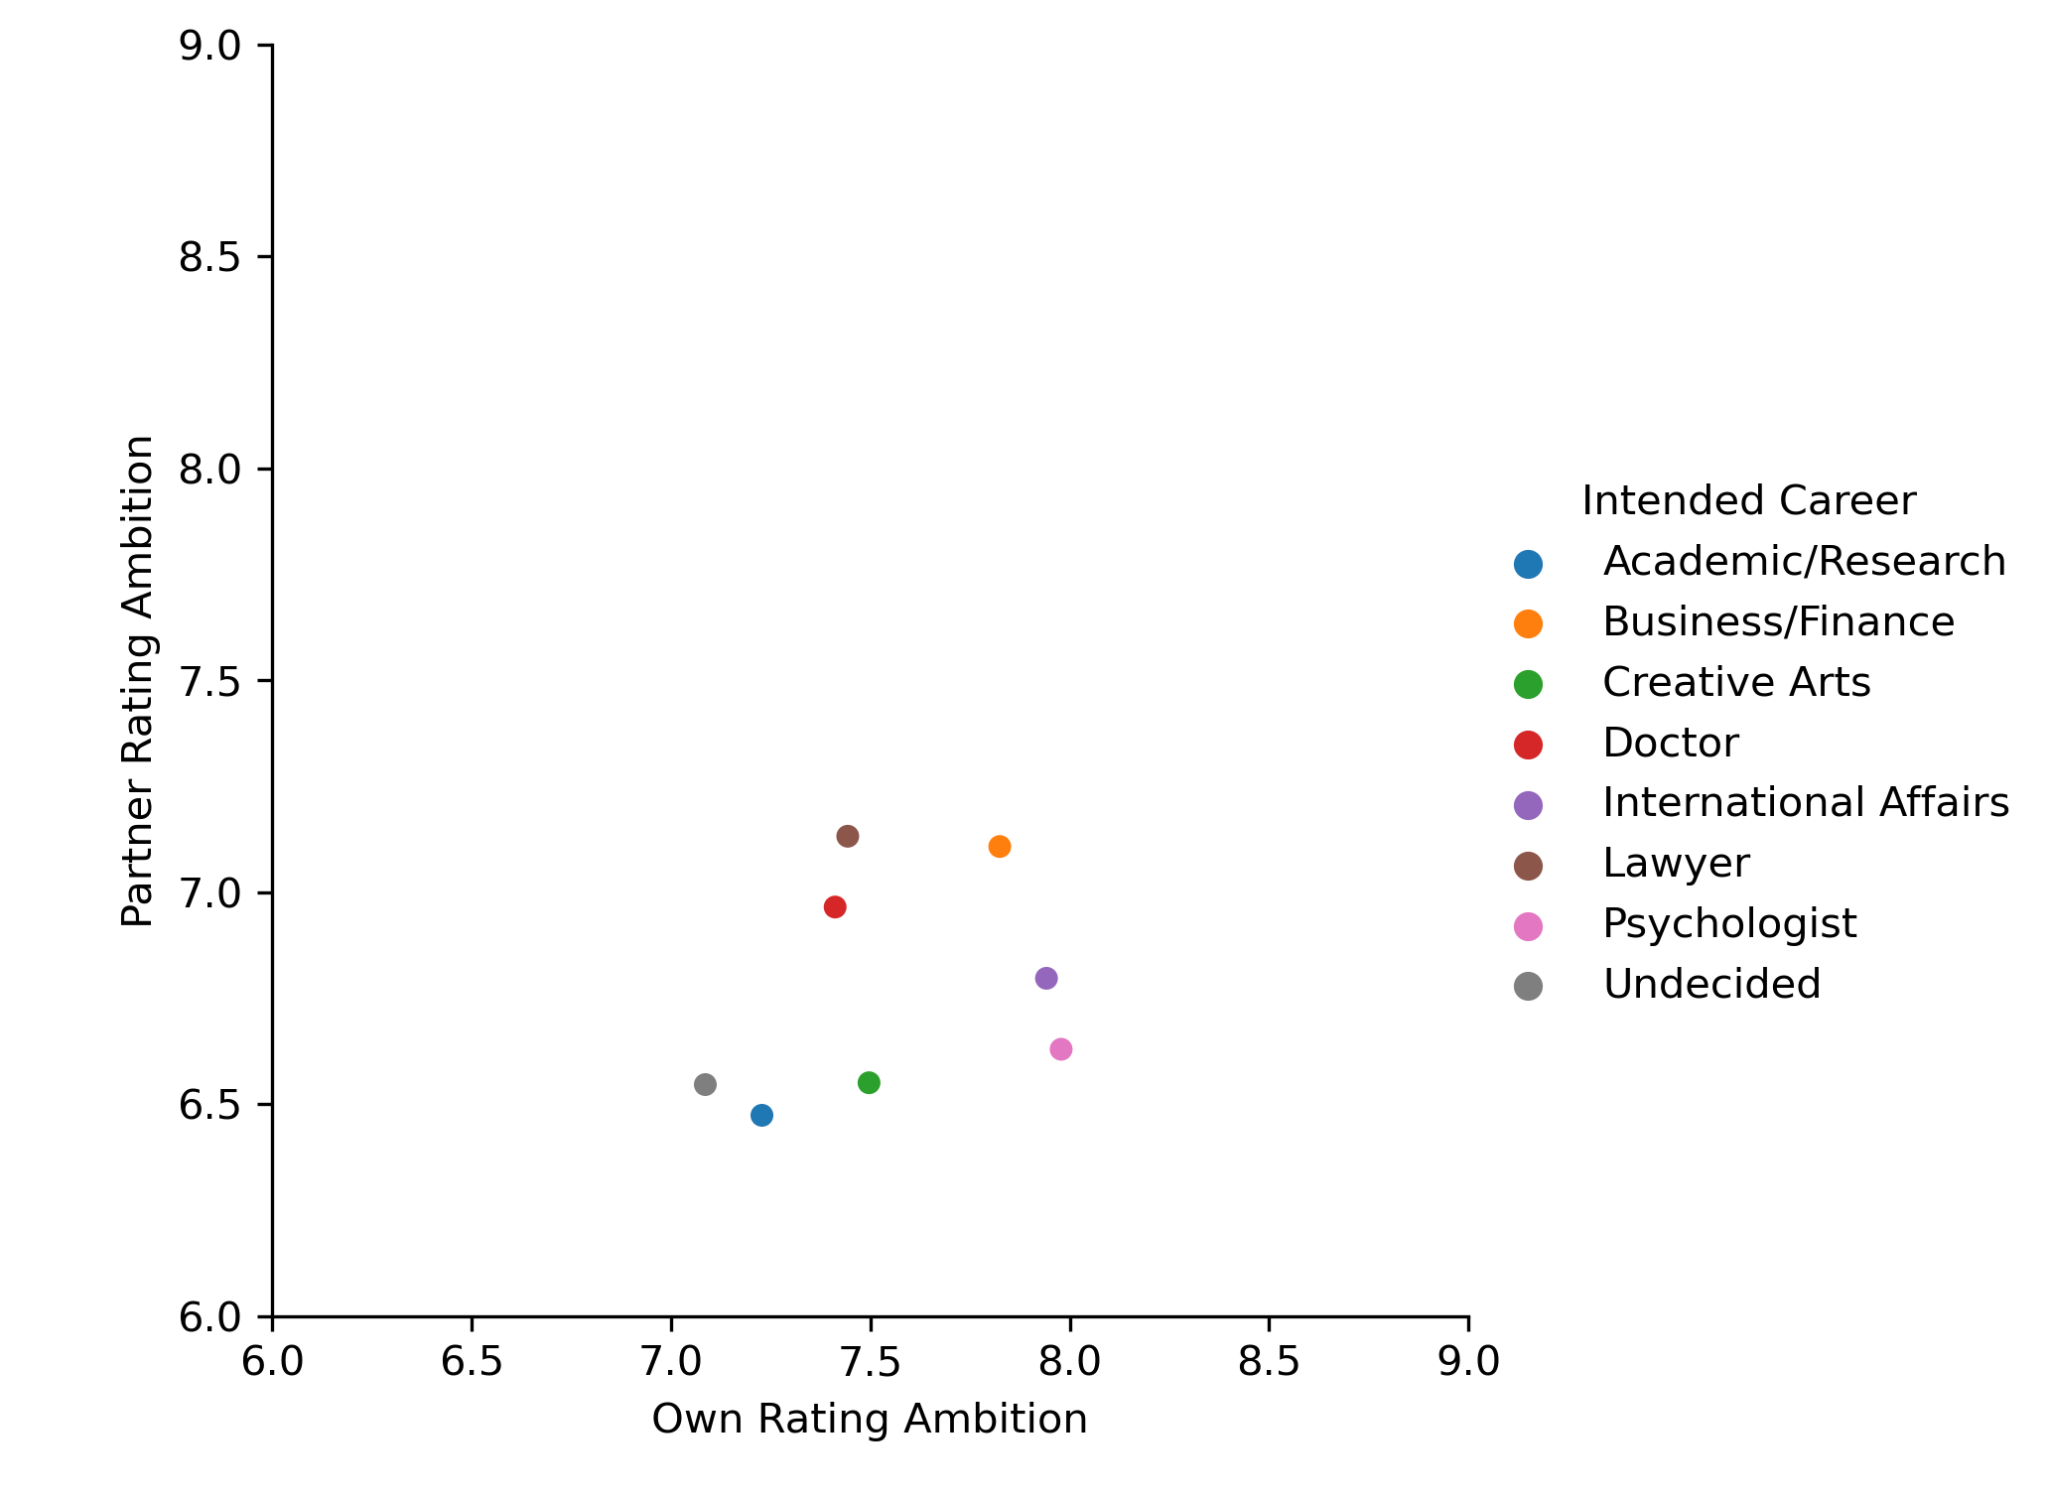 9.0
8.5
8.0
7.5
7.0
6.5
6.0
Partner Rating Ambition
6.0 6.5 7.0 7.5 8.0 8.5 9.0
Own Rating Ambition
Intended Career
Academic/Research
Business/Finance
Creative Arts
Doctor
International Affairs
Lawyer
Psychologist
Undecided